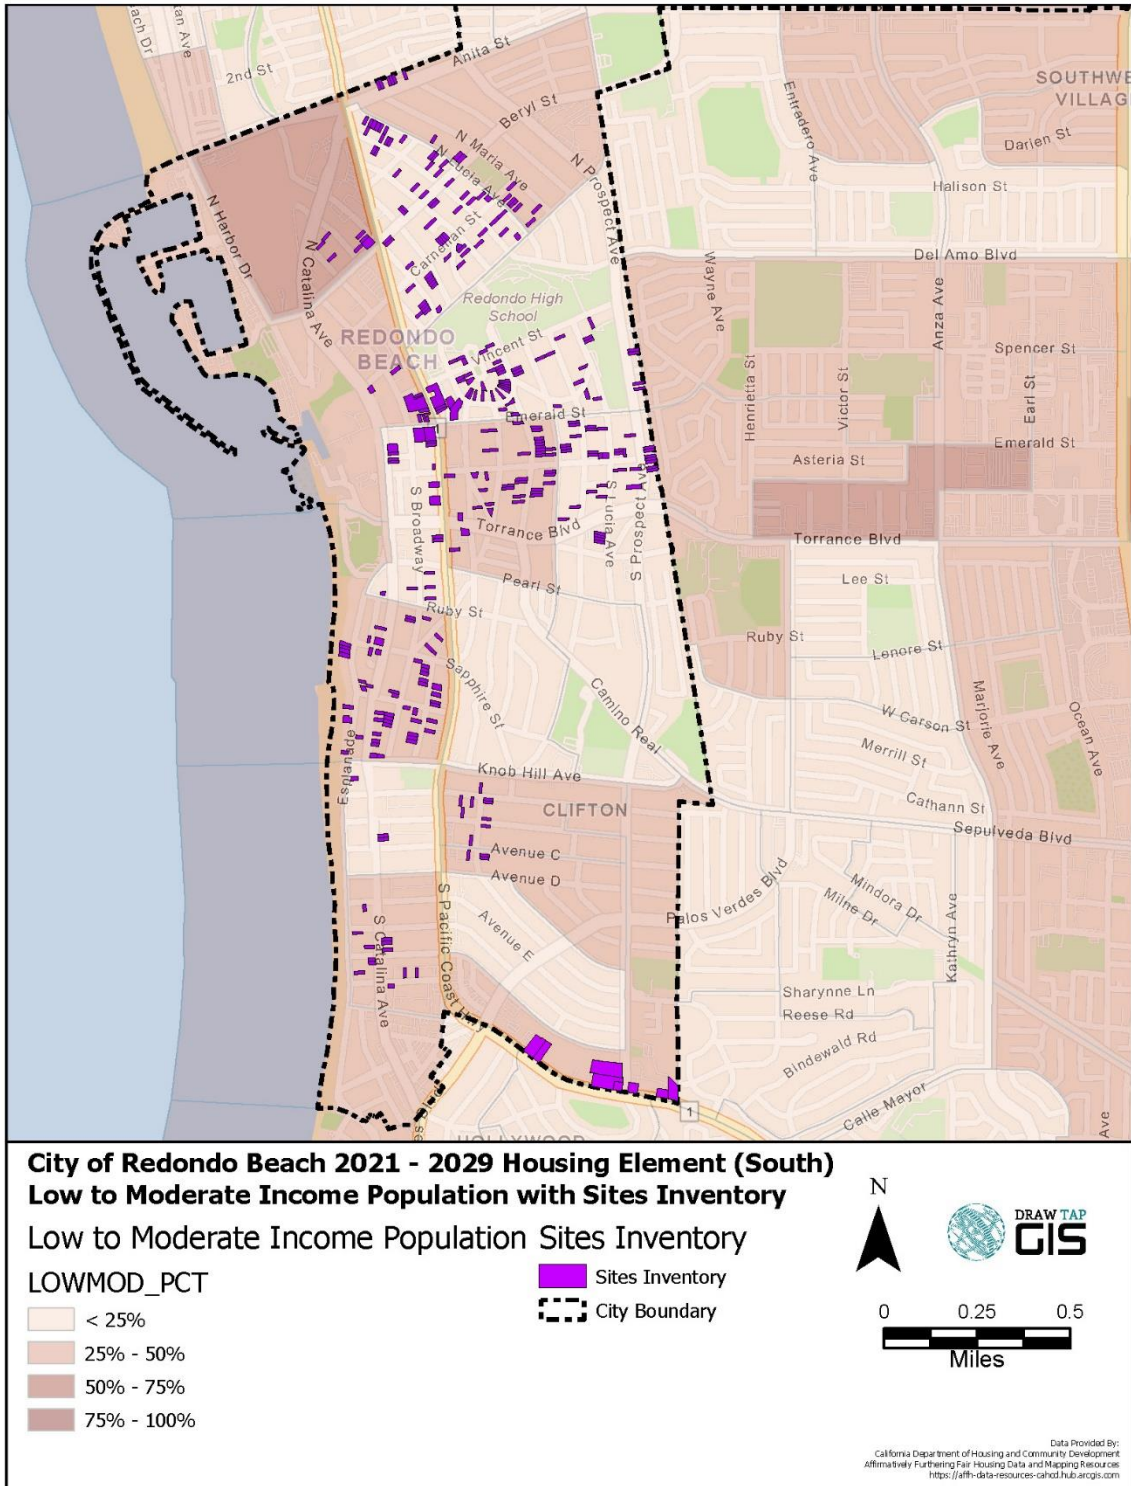 Anita St
2nd St
SOUTHWE
VILLAG
Beryl St
Entradero Ave
Darien St
N Maria Ave
N Lucia Ave
N Prospect Ave
Halison St
N Harbor Dr
Carnelian St
N Catalina Ave
Del Amo Blvd
Wayne Ave
Anza Ave
Redondo High
School
REDONDO
BEACH
Vincent St
Spencer St
Henrietta St
Victor St
Earl St
Emerald St
1
Emerald St
Asteria St
S Broadway
S Lucia Ave
S Prospect Ave
Torrance Blvd
Torrance Blvd
Pearl St
Lee St
Ruby St
Ruby St
Lenore St
Sapphire St
Camino Real
Marjorie Ave
Ocean Ave
W Carson St
Merrill St
Esplanade
Knob Hill Ave
CLIFTON
Cathann St
Sepulveda Blvd
Avenue C
Avenue D
Palos Verdes Blvd
Mindora Dr
Milne Dr
Kathryn Ave
S Pacific Coast Hwy
Avenue E
S Catalina Ave
Sharynne Ln
Reese Rd
Bindewald Rd
Calle Mayor
1
Ave
HOLLYWOOD
City of Redondo Beach 2021 - 2029 Housing Element (South)
Low to Moderate Income Population with Sites Inventory
Low to Moderate Income Population
LOWMOD_PCT
< 25%
25% - 50%
50% - 75%
75% - 100%
Sites Inventory
Sites Inventory
City Boundary
N
DRAW TAP
GIS
0 0.25 0.5
Miles
Data Provided By:
California Department of Housing and Community Development
Affirmatively Furthering Fair Housing Data and Mapping Resources
https://affh-data-resources-cahcd.hub.arcgis.com